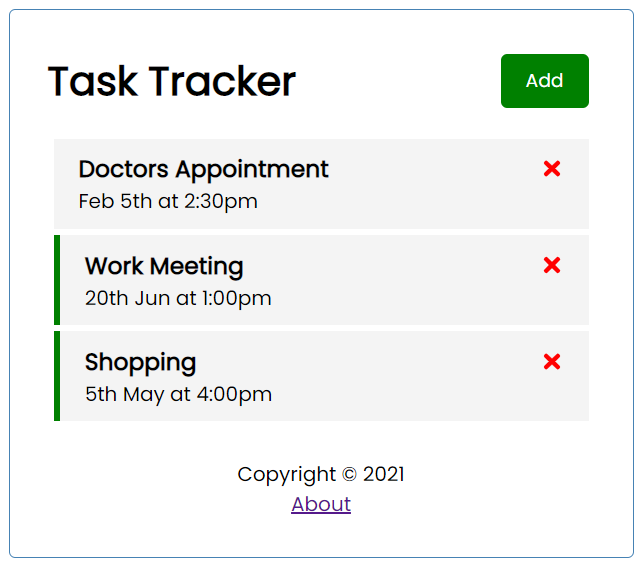 Task Tracker
Add
Doctors Appointment
Feb 5th at 2:30pm
Work Meeting
20th Jun at 1:00pm
Shopping
5th May at 4:00pm
Copyright © 2021
About